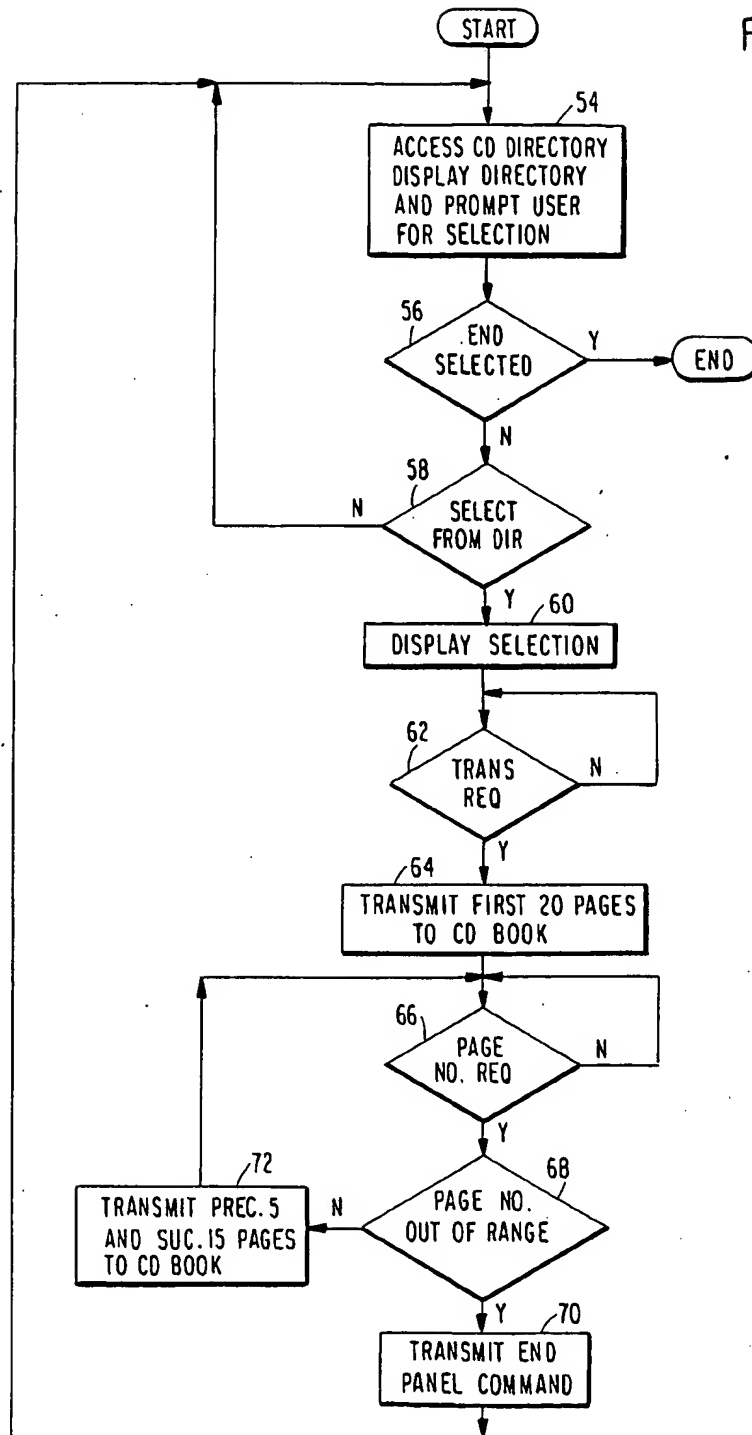 START
F
54
ACCESS CD DIRECTORY
DISPLAY DIRECTORY
AND PROMPT USER
FOR SELECTION
56
END
SELECTED
Y
END
N
58
N
SELECT
FROM DIR
Y
60
DISPLAY SELECTION
62
TRANS
REQ
N
Y
64
TRANSMIT FIRST 20 PAGES
TO CD BOOK
66
PAGE
NO. REQ
N
Y
72
TRANSMIT PREC. 5
AND SUC. 15 PAGES
TO CD BOOK
N
68
PAGE NO.
OUT OF RANGE
Y
70
TRANSMIT END
PANEL COMMAND